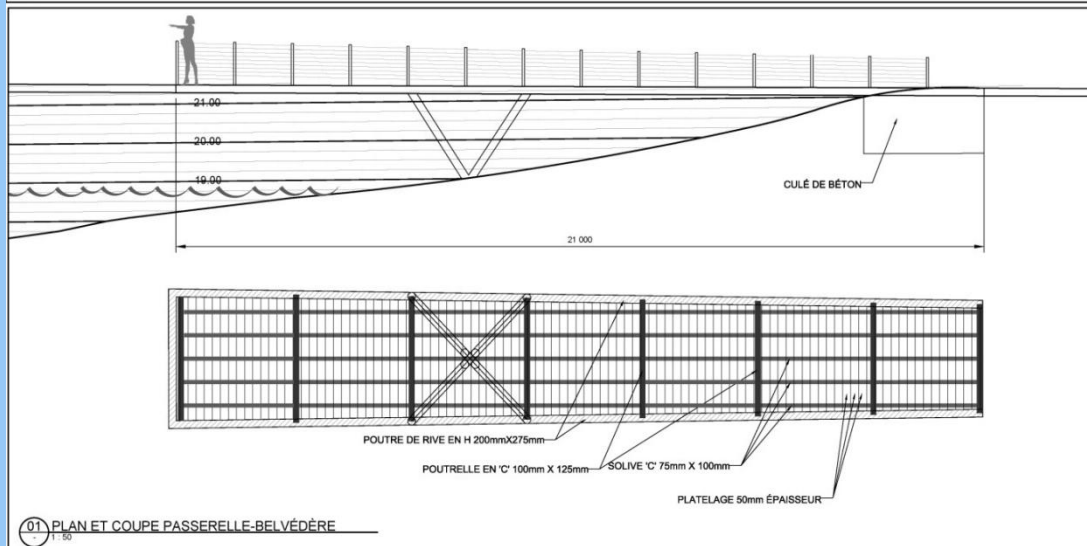 21.00
20.00
19.00
CULÉ DE BÉTON
21 000
POUTRE DE RIVE EN H 200mmX275mm
POUTRELLE EN 'C' 100mm X 125mm
SOLIVE 'C' 75mm X 100mm
PLATELAGE 50mm ÉPAISSEUR
01 PLAN ET COUPE PASSERELLE-BELVÉDÈRE
- 1 : 50